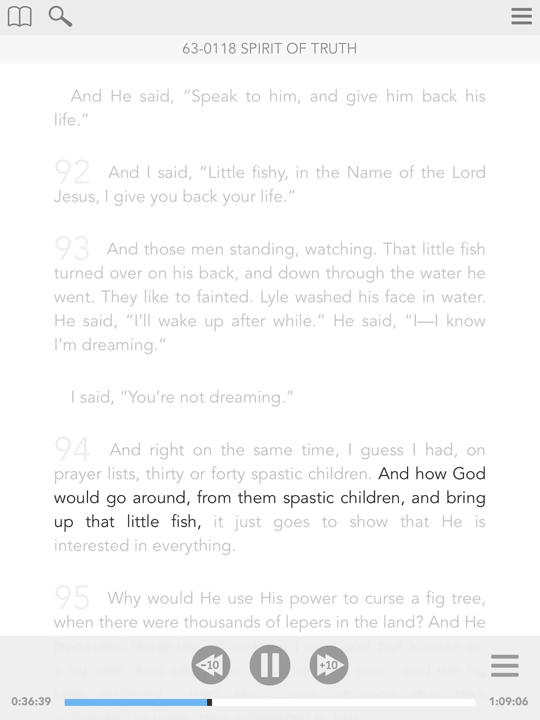 63-0118 SPIRIT OF TRUTH
And He said, “Speak to him, and give him back his
life.”
92 And I said, “Little fishy, in the Name of the Lord
Jesus, I give you back your life.”
93 And those men standing, watching. That little fish
turned over on his back, and down through the water he
went. They like to fainted. Lyle washed his face in water.
He said, “I’ll wake up after while.” He said, “I—I know
I’m dreaming.“
I said, “You’re not dreaming.”
94 And right on the same time, I guess I had, on
prayer lists, thirty or forty spastic children. And how God
would go around, from them spastic children, and bring
up that little fish, it just goes to show that He is
interested in everything.
95 Why would He use His power to curse a fig tree,
when there were thousands of lepers in the land? And He
-10
+10
0:36:39
1:09:06